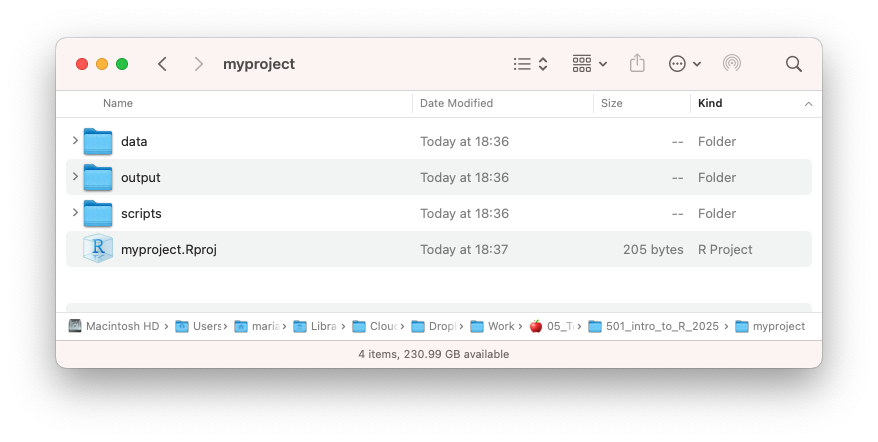 myproject
Name Date Modified Size Kind
data Today at 18:36 -- Folder
output Today at 18:36 -- Folder
scripts Today at 18:36 -- Folder
R myproject.Rproj Today at 18:37 205 bytes R Project
Macintosh HD › Users › maria › Libra › Cloud › Dropl › Work › 05_T › 501_intro_to_R_2025 › myproject
4 items, 230.99 GB available